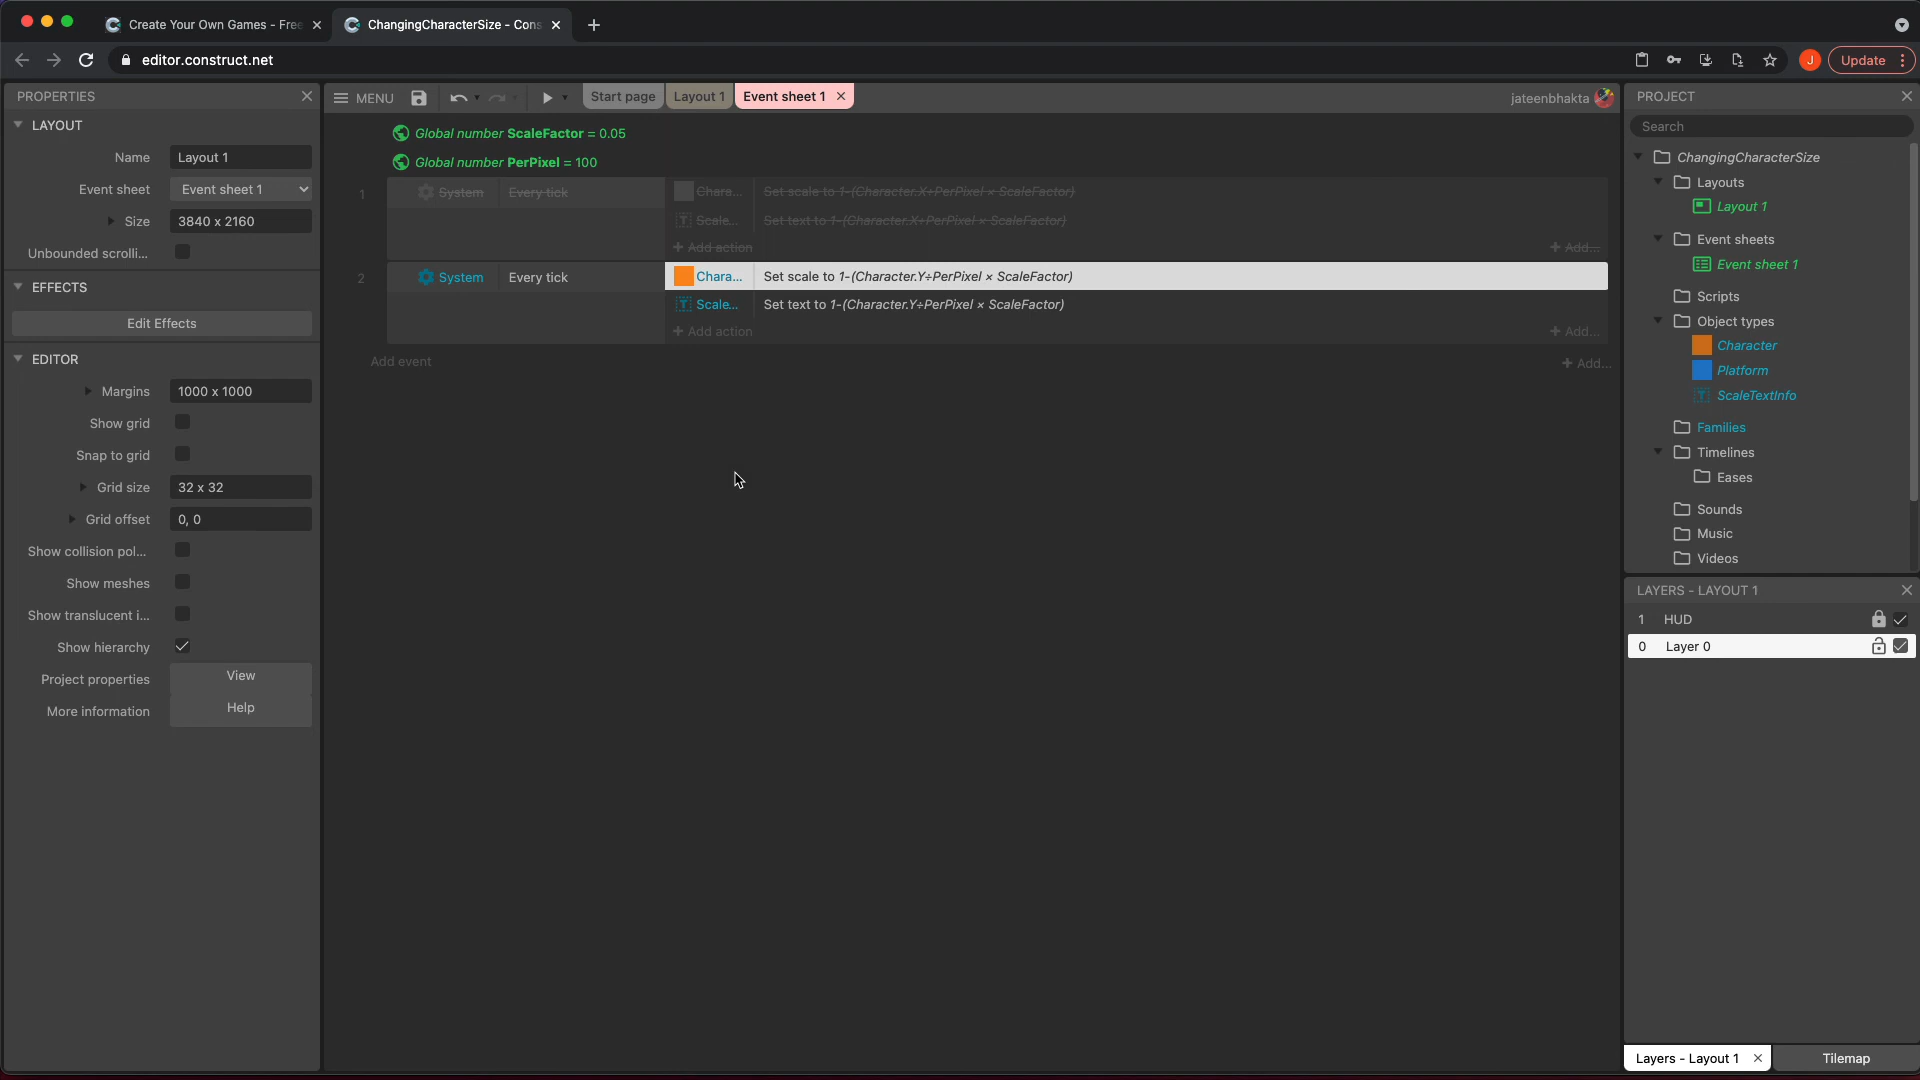 Create Your Own Games - Free
ChangingCharacterSize - Cons
editor.construct.net
J
Update
PROPERTIES
LAYOUT
Name
Layout 1
Event sheet
Event sheet 1
Size
3840 x 2160
Unbounded scrolli...
EFFECTS
Edit Effects
EDITOR
Margins
1000 x 1000
Show grid
Snap to grid
Grid size
32 x 32
Grid offset
0, 0
Show collision pol...
Show meshes
Show translucent i...
Show hierarchy
Project properties
View
More information
Help
MENU
Start page
Layout 1
Event sheet 1
jateenbhakta
Global number ScaleFactor = 0.05
Global number PerPixel = 100
1
System
Every tick
Chara...
Set scale to 1-(Character.X÷PerPixel × ScaleFactor)
T Scale...
Set text to 1-(Character.X÷PerPixel × ScaleFactor)
+ Add action
+ Add...
2
System
Every tick
Chara...
Set scale to 1-(Character.Y÷PerPixel × ScaleFactor)
T Scale...
Set text to 1-(Character.Y÷PerPixel × ScaleFactor)
+ Add action
+ Add...
Add event
+ Add...
PROJECT
Search
ChangingCharacterSize
Layouts
Layout 1
Event sheets
Event sheet 1
Scripts
Object types
Character
Platform
T ScaleTextInfo
Families
Timelines
Eases
Sounds
Music
Videos
LAYERS - LAYOUT 1
1 HUD
0 Layer 0
Layers - Layout 1
Tilemap